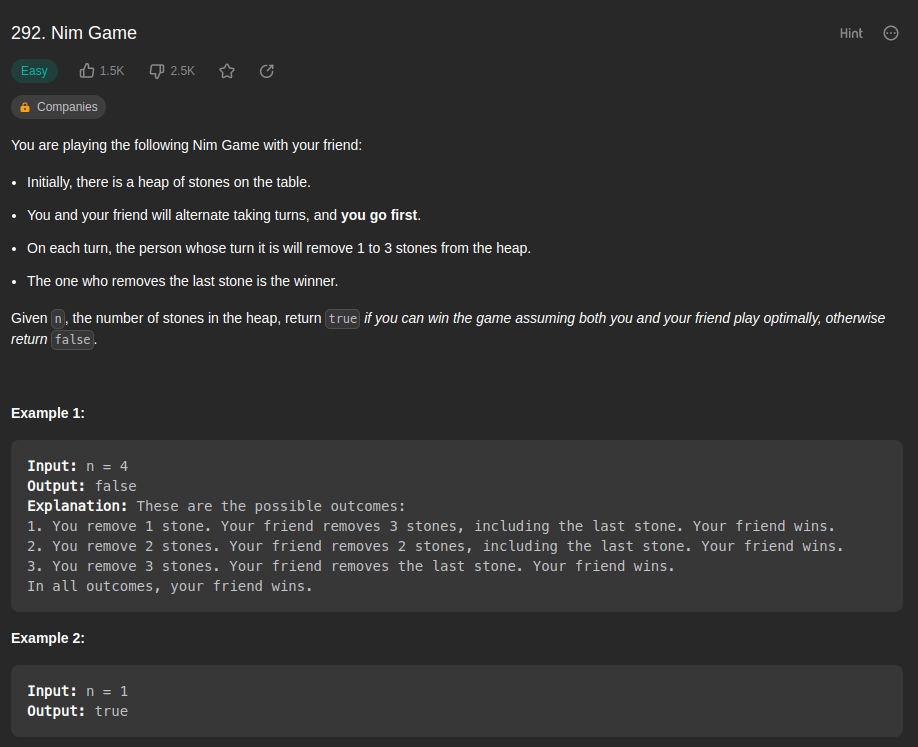 292. Nim Game
Hint
Easy 1.5K 2.5K
Companies
You are playing the following Nim Game with your friend:
• Initially, there is a heap of stones on the table.
• You and your friend will alternate taking turns, and you go first.
• On each turn, the person whose turn it is will remove 1 to 3 stones from the heap.
• The one who removes the last stone is the winner.
Given n, the number of stones in the heap, return true if you can win the game assuming both you and your friend play optimally, otherwise
return false.
Example 1:
Input: n = 4
Output: false
Explanation: These are the possible outcomes:
1. You remove 1 stone. Your friend removes 3 stones, including the last stone. Your friend wins.
2. You remove 2 stones. Your friend removes 2 stones, including the last stone. Your friend wins.
3. You remove 3 stones. Your friend removes the last stone. Your friend wins.
In all outcomes, your friend wins.
Example 2:
Input: n = 1
Output: true